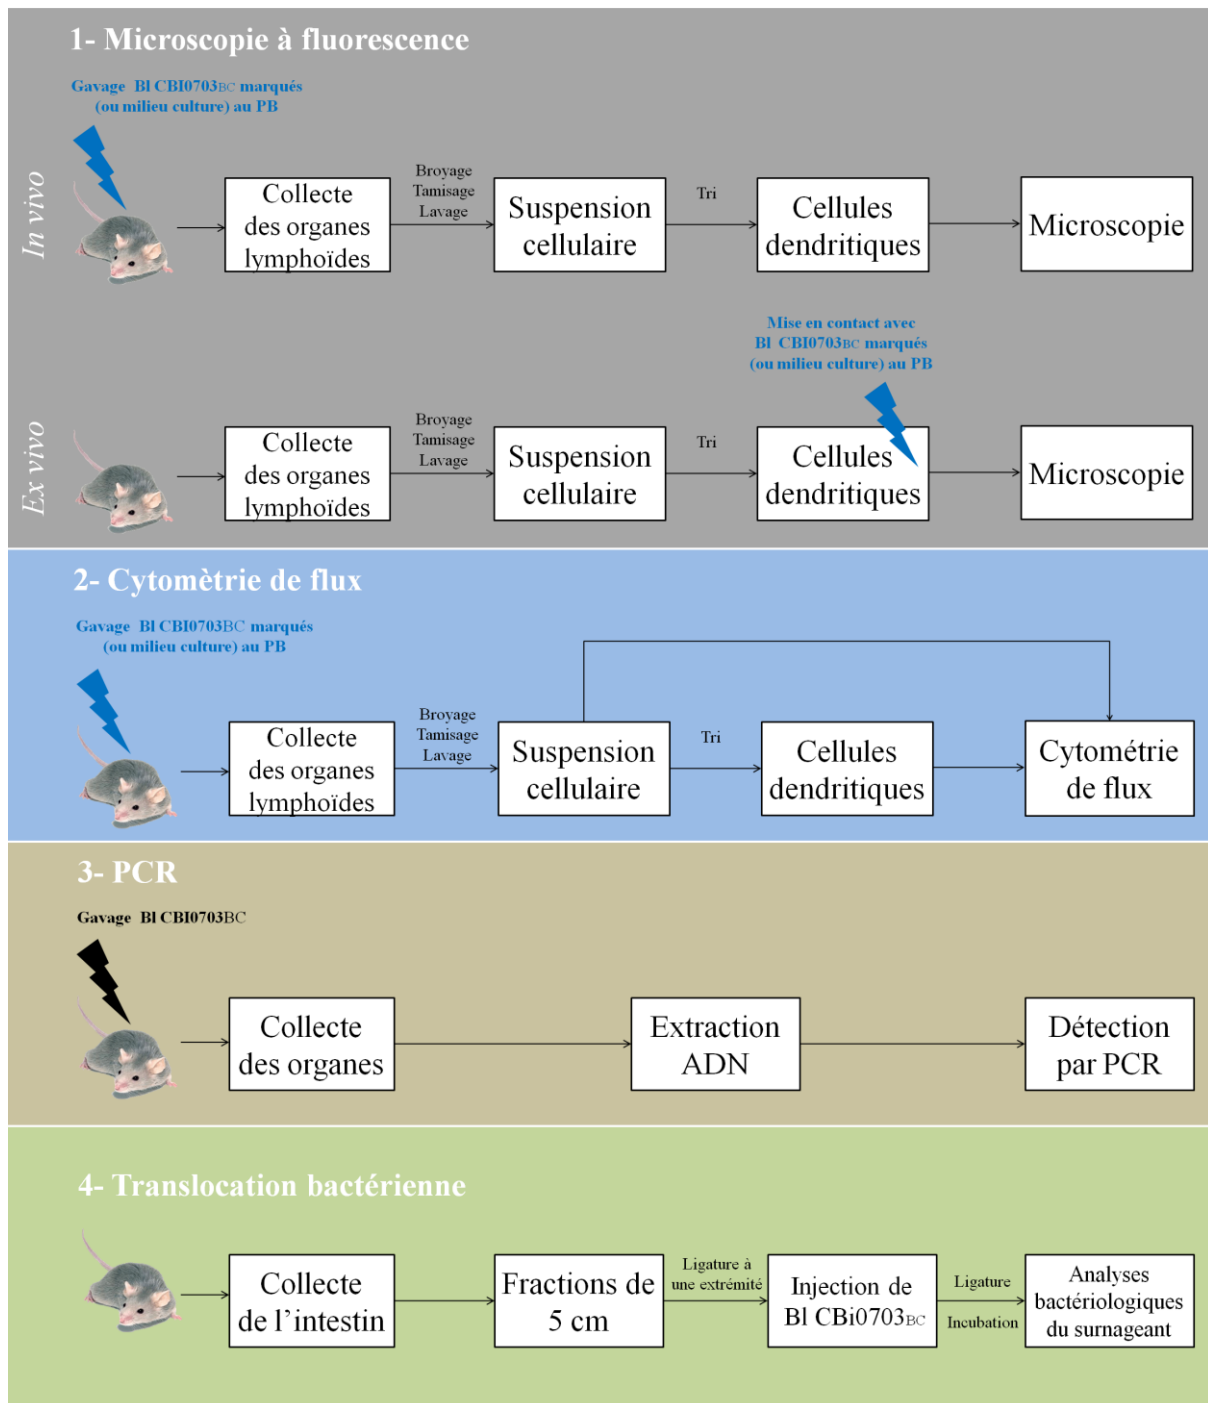 1- Microscopie à fluorescence
Gavage Bl CBI0703BC marqués
(ou milieu culture) au PB
In vivo
Collecte
des organes
lymphoïdes
Broyage
Tamisage
Lavage
Suspension
cellulaire
Tri
Cellules
dendritiques
Microscopie
Mise en contact avec
Bl CBI0703BC marqués
(ou milieu culture) au PB
Ex vivo
Collecte
des organes
lymphoïdes
Broyage
Tamisage
Lavage
Suspension
cellulaire
Tri
Cellules
dendritiques
Microscopie
2- Cytomètrie de flux
Gavage Bl CBI0703BC marqués
(ou milieu culture) au PB
Collecte
des organes
lymphoïdes
Broyage
Tamisage
Lavage
Suspension
cellulaire
Tri
Cellules
dendritiques
Cytométrie
de flux
3- PCR
Gavage Bl CBI0703BC
Collecte
des organes
Extraction
ADN
Détection
par PCR
4- Translocation bactérienne
Collecte
de l'intestin
Fractions de
5 cm
Ligature à
une extrémité
Injection de
Bl CBi0703BC
Ligature
Incubation
Analyses
bactériologiques
du surnageant